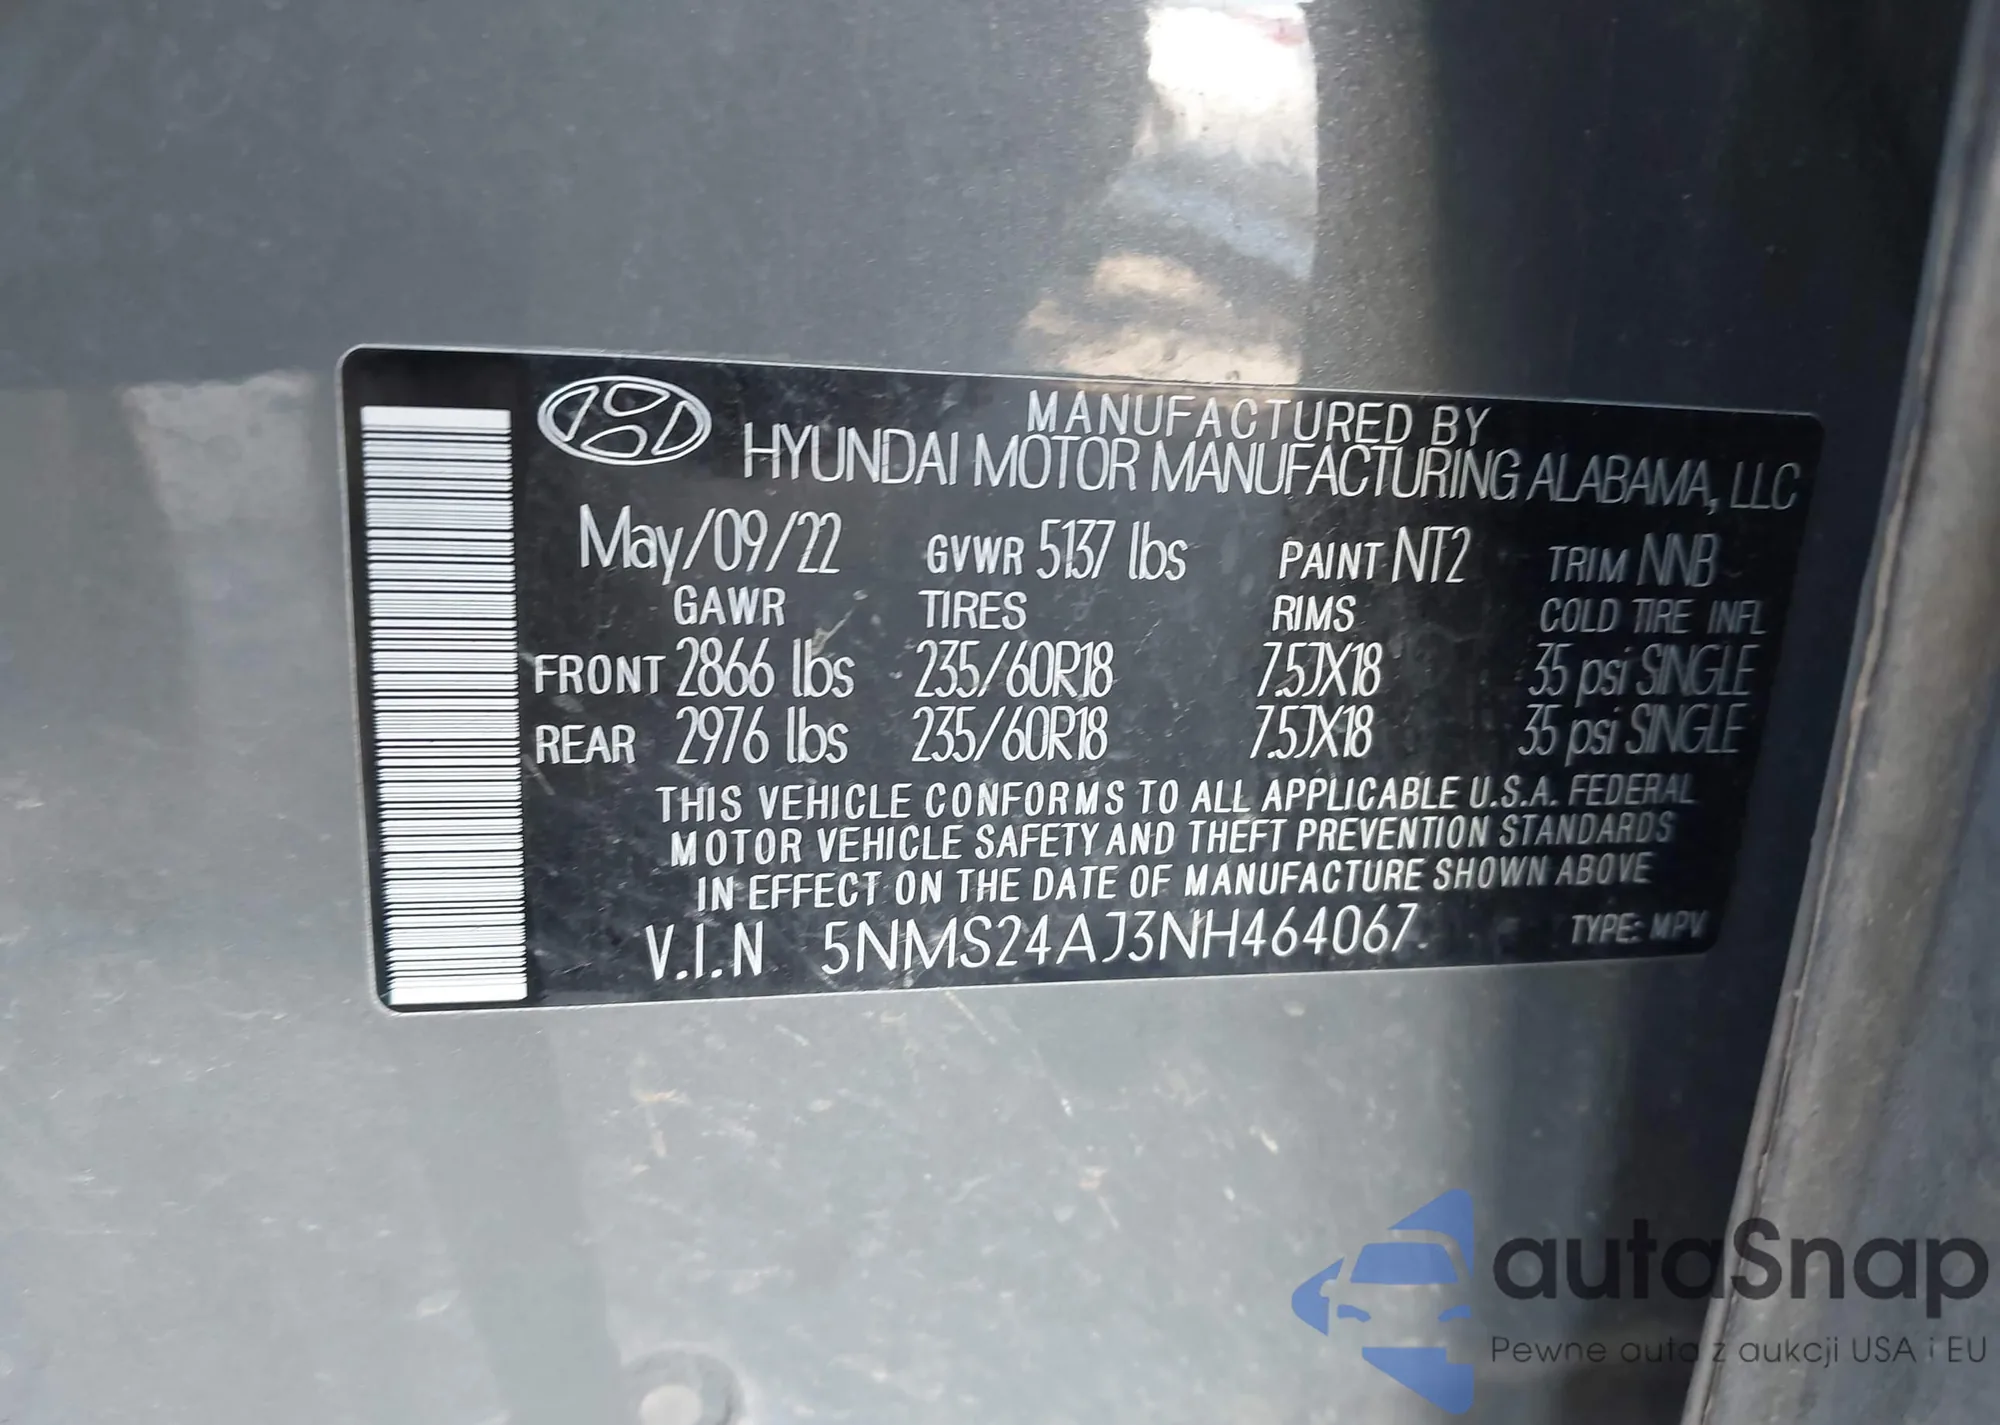 MANUFACTURED BY
HYUNDAI MOTOR MANUFACTURING ALABAMA, LLC
May/09/22 GVWR 5137 lbs PAINT NT2 TRIM NNB
GAWR TIRES RIMS COLD TIRE INFL
FRONT 2866 lbs 235/60R18 7.5JX18 35 psi SINGLE
REAR 2976 lbs 235/60R18 7.5JX18 35 psi SINGLE
THIS VEHICLE CONFORMS TO ALL APPLICABLE U.S.A. FEDERAL
MOTOR VEHICLE SAFETY AND THEFT PREVENTION STANDARDS
IN EFFECT ON THE DATE OF MANUFACTURE SHOWN ABOVE
V.I.N 5NMS24AJ3NH464067 TYPE: MPV
autaSnap
Pewne auta z aukcji USA i EU